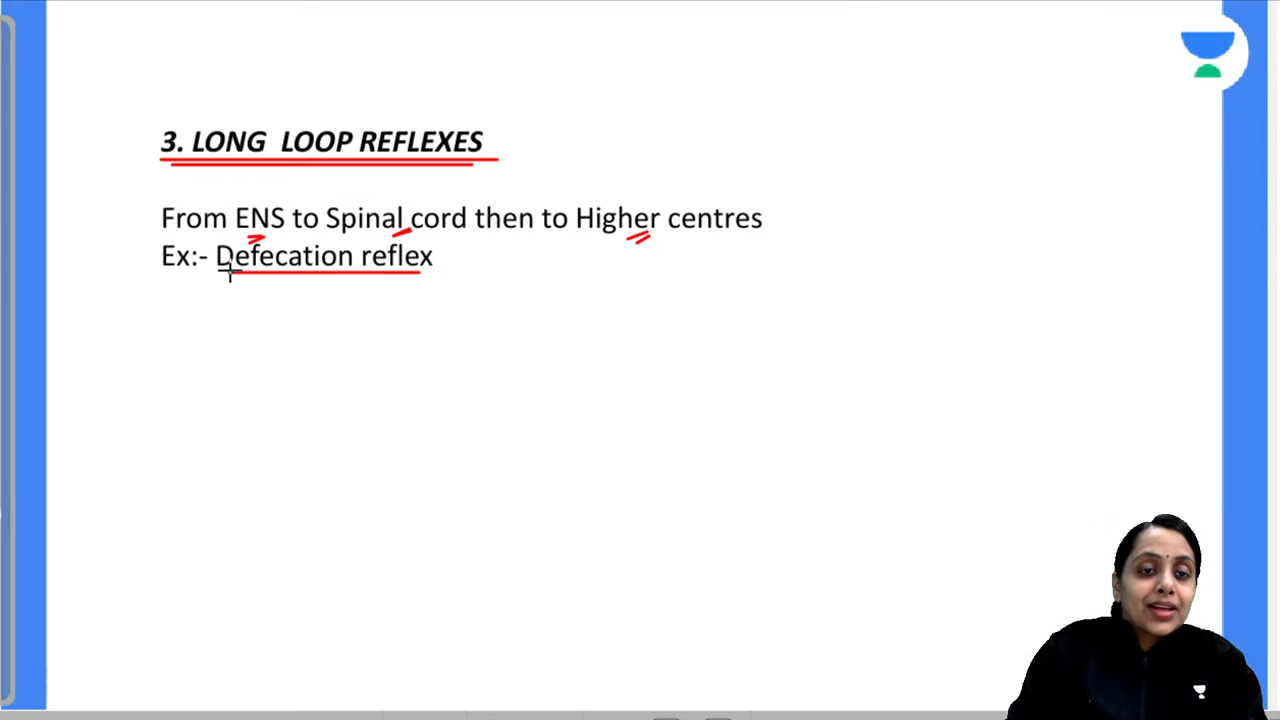 3. LONG LOOP REFLEXES
From ENS to Spinal cord then to Higher centres
Ex:- Defecation reflex